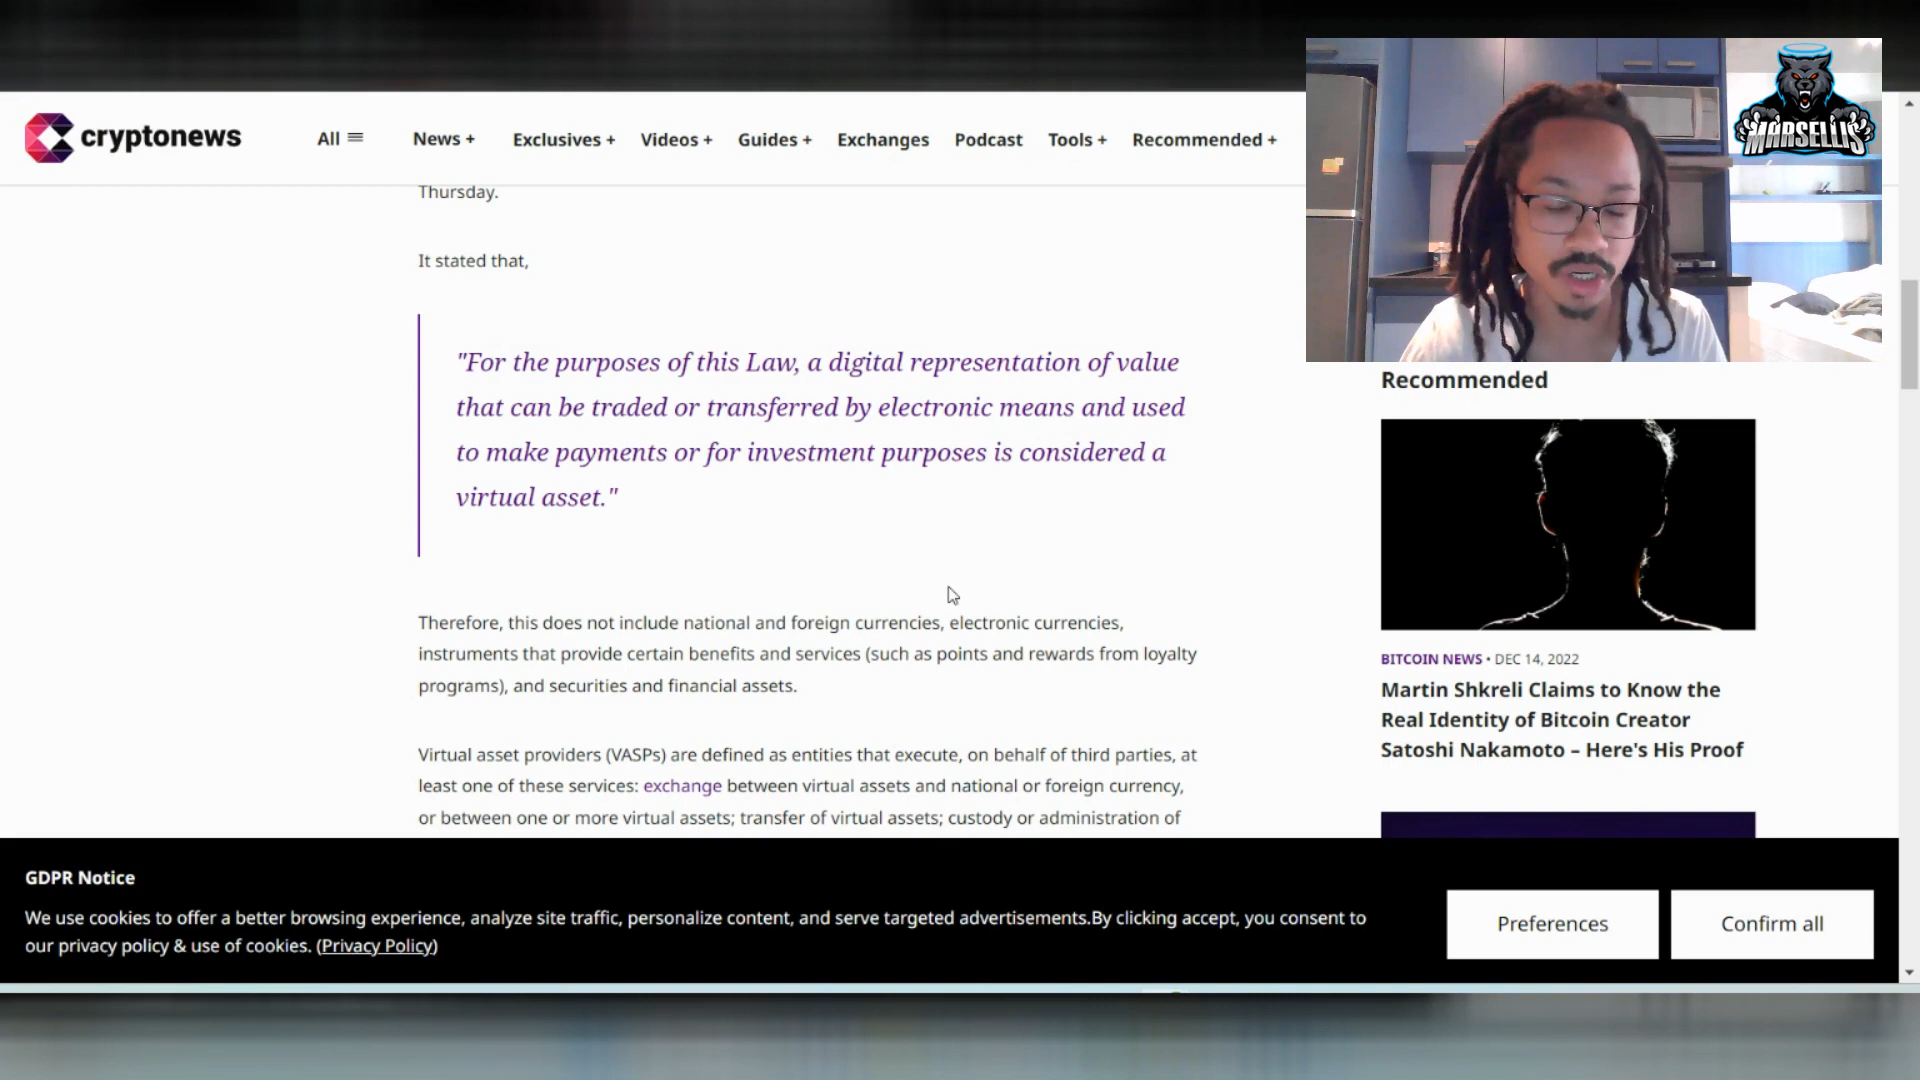 cryptonews
All
News +
Exclusives +
Videos +
Guides +
Exchanges
Podcast
Tools +
Recommended +
MARSELLIS
Thursday.
It stated that,
"For the purposes of this Law, a digital representation of value
that can be traded or transferred by electronic means and used
to make payments or for investment purposes is considered a
virtual asset."
Therefore, this does not include national and foreign currencies, electronic currencies,
instruments that provide certain benefits and services (such as points and rewards from loyalty
programs), and securities and financial assets.
Virtual asset providers (VASPs) are defined as entities that execute, on behalf of third parties, at
least one of these services: exchange between virtual assets and national or foreign currency,
or between one or more virtual assets; transfer of virtual assets; custody or administration of
Recommended
BITCOIN NEWS • DEC 14, 2022
Martin Shkreli Claims to Know the
Real Identity of Bitcoin Creator
Satoshi Nakamoto – Here's His Proof
GDPR Notice
We use cookies to offer a better browsing experience, analyze site traffic, personalize content, and serve targeted advertisements.By clicking accept, you consent to
our privacy policy & use of cookies. (Privacy Policy)
Preferences
Confirm all